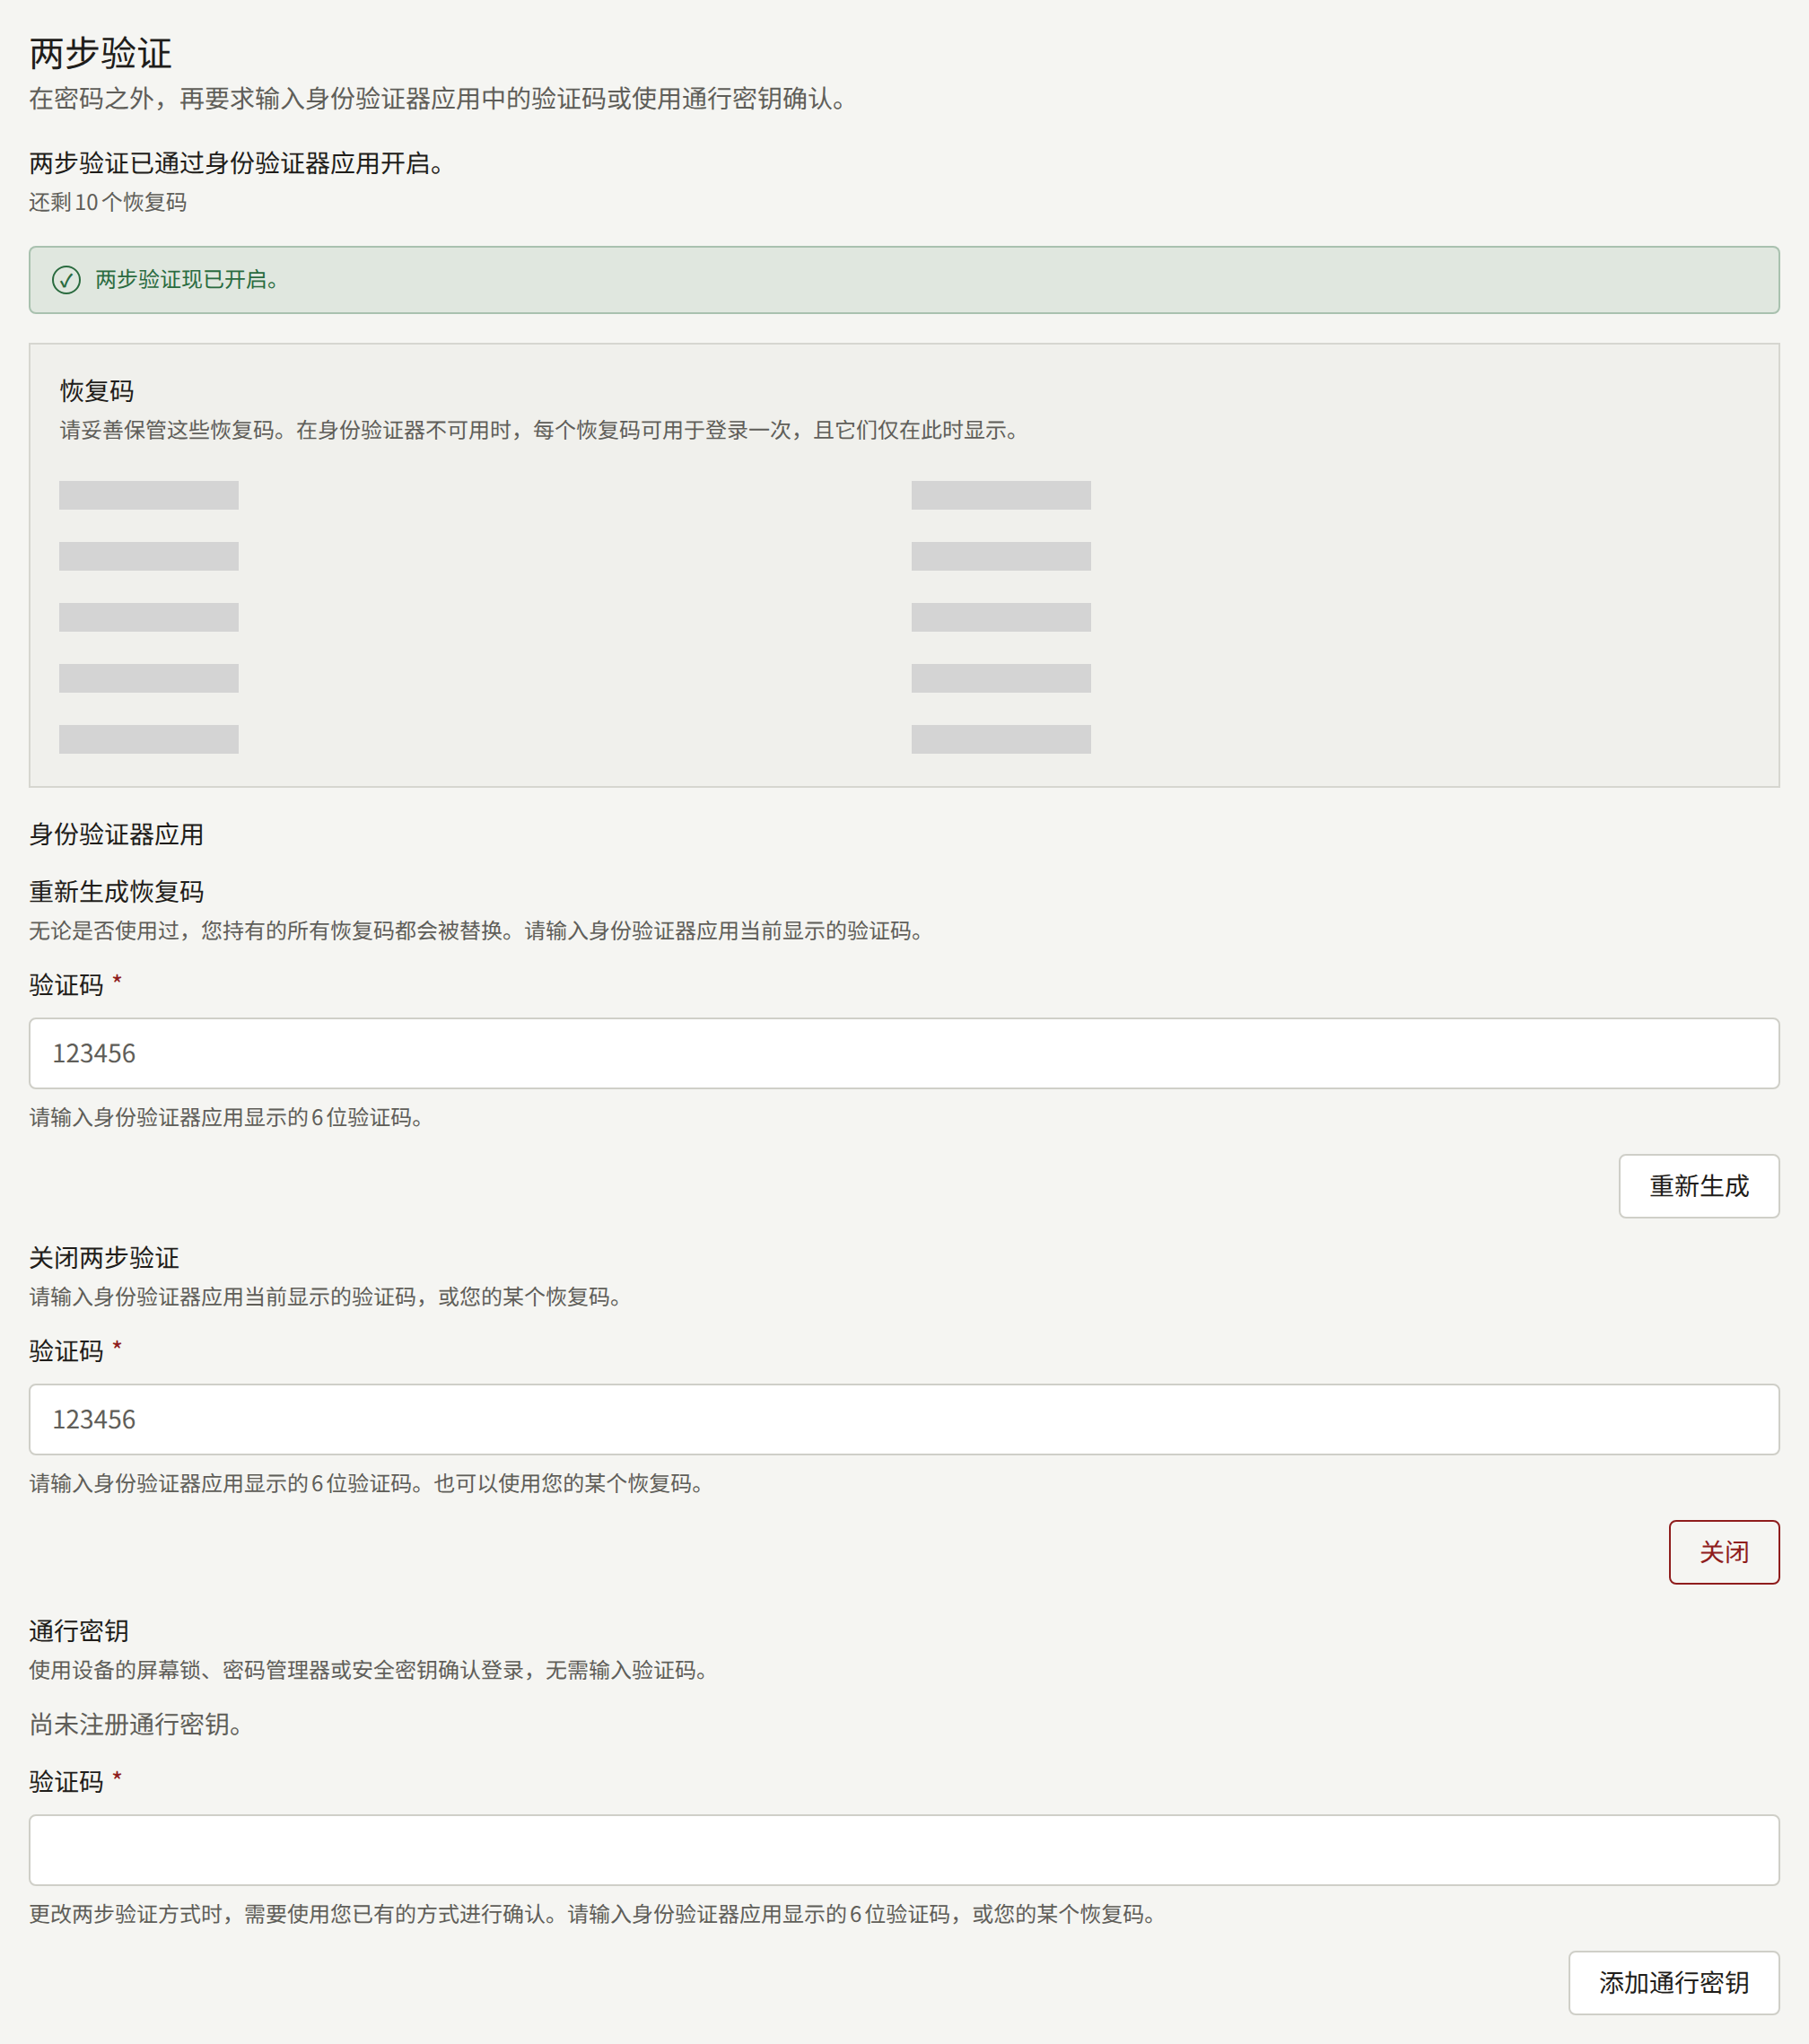 两步验证
在密码之外，再要求输入身份验证器应用中的验证码或使用通行密钥确认。
两步验证已通过身份验证器应用开启。
还剩 10 个恢复码
两步验证现已开启。
恢复码
请妥善保管这些恢复码。在身份验证器不可用时，每个恢复码可用于登录一次，且它们仅在此时显示。
身份验证器应用
重新生成恢复码
无论是否使用过，您持有的所有恢复码都会被替换。请输入身份验证器应用当前显示的验证码。
验证码 *
123456
请输入身份验证器应用显示的 6 位验证码。
重新生成
关闭两步验证
请输入身份验证器应用当前显示的验证码，或您的某个恢复码。
验证码 *
123456
请输入身份验证器应用显示的 6 位验证码。也可以使用您的某个恢复码。
关闭
通行密钥
使用设备的屏幕锁、密码管理器或安全密钥确认登录，无需输入验证码。
尚未注册通行密钥。
验证码 *
更改两步验证方式时，需要使用您已有的方式进行确认。请输入身份验证器应用显示的 6 位验证码，或您的某个恢复码。
添加通行密钥